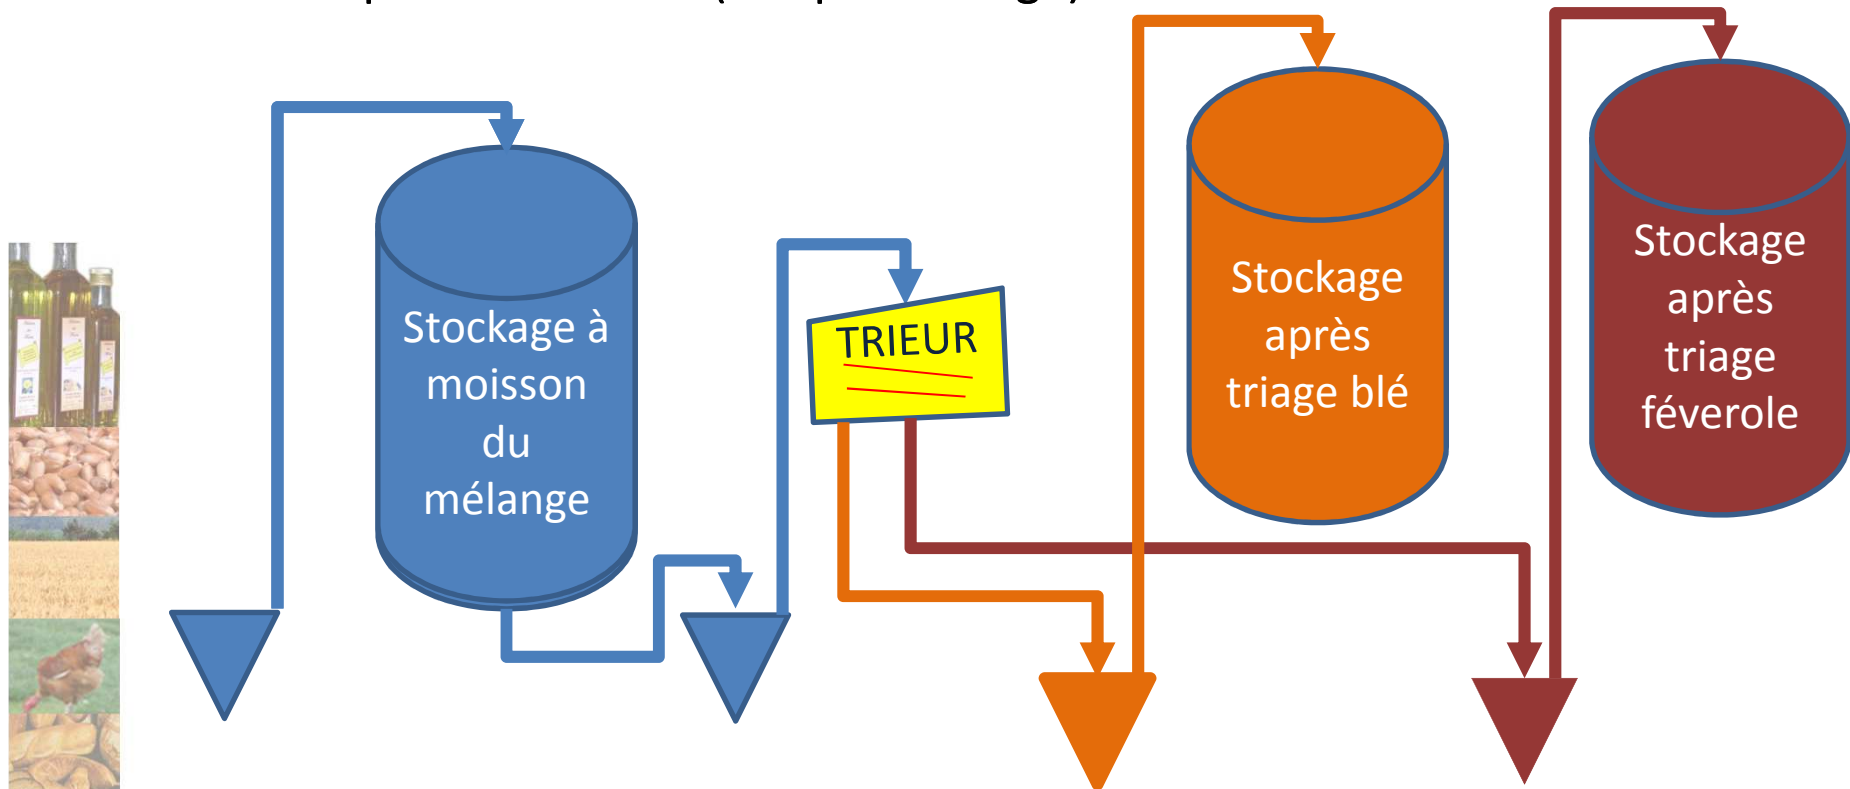 Stockage à
moisson
du
mélange
TRIEUR
Stockage
après
triage blé
Stockage
après
triage
féverole